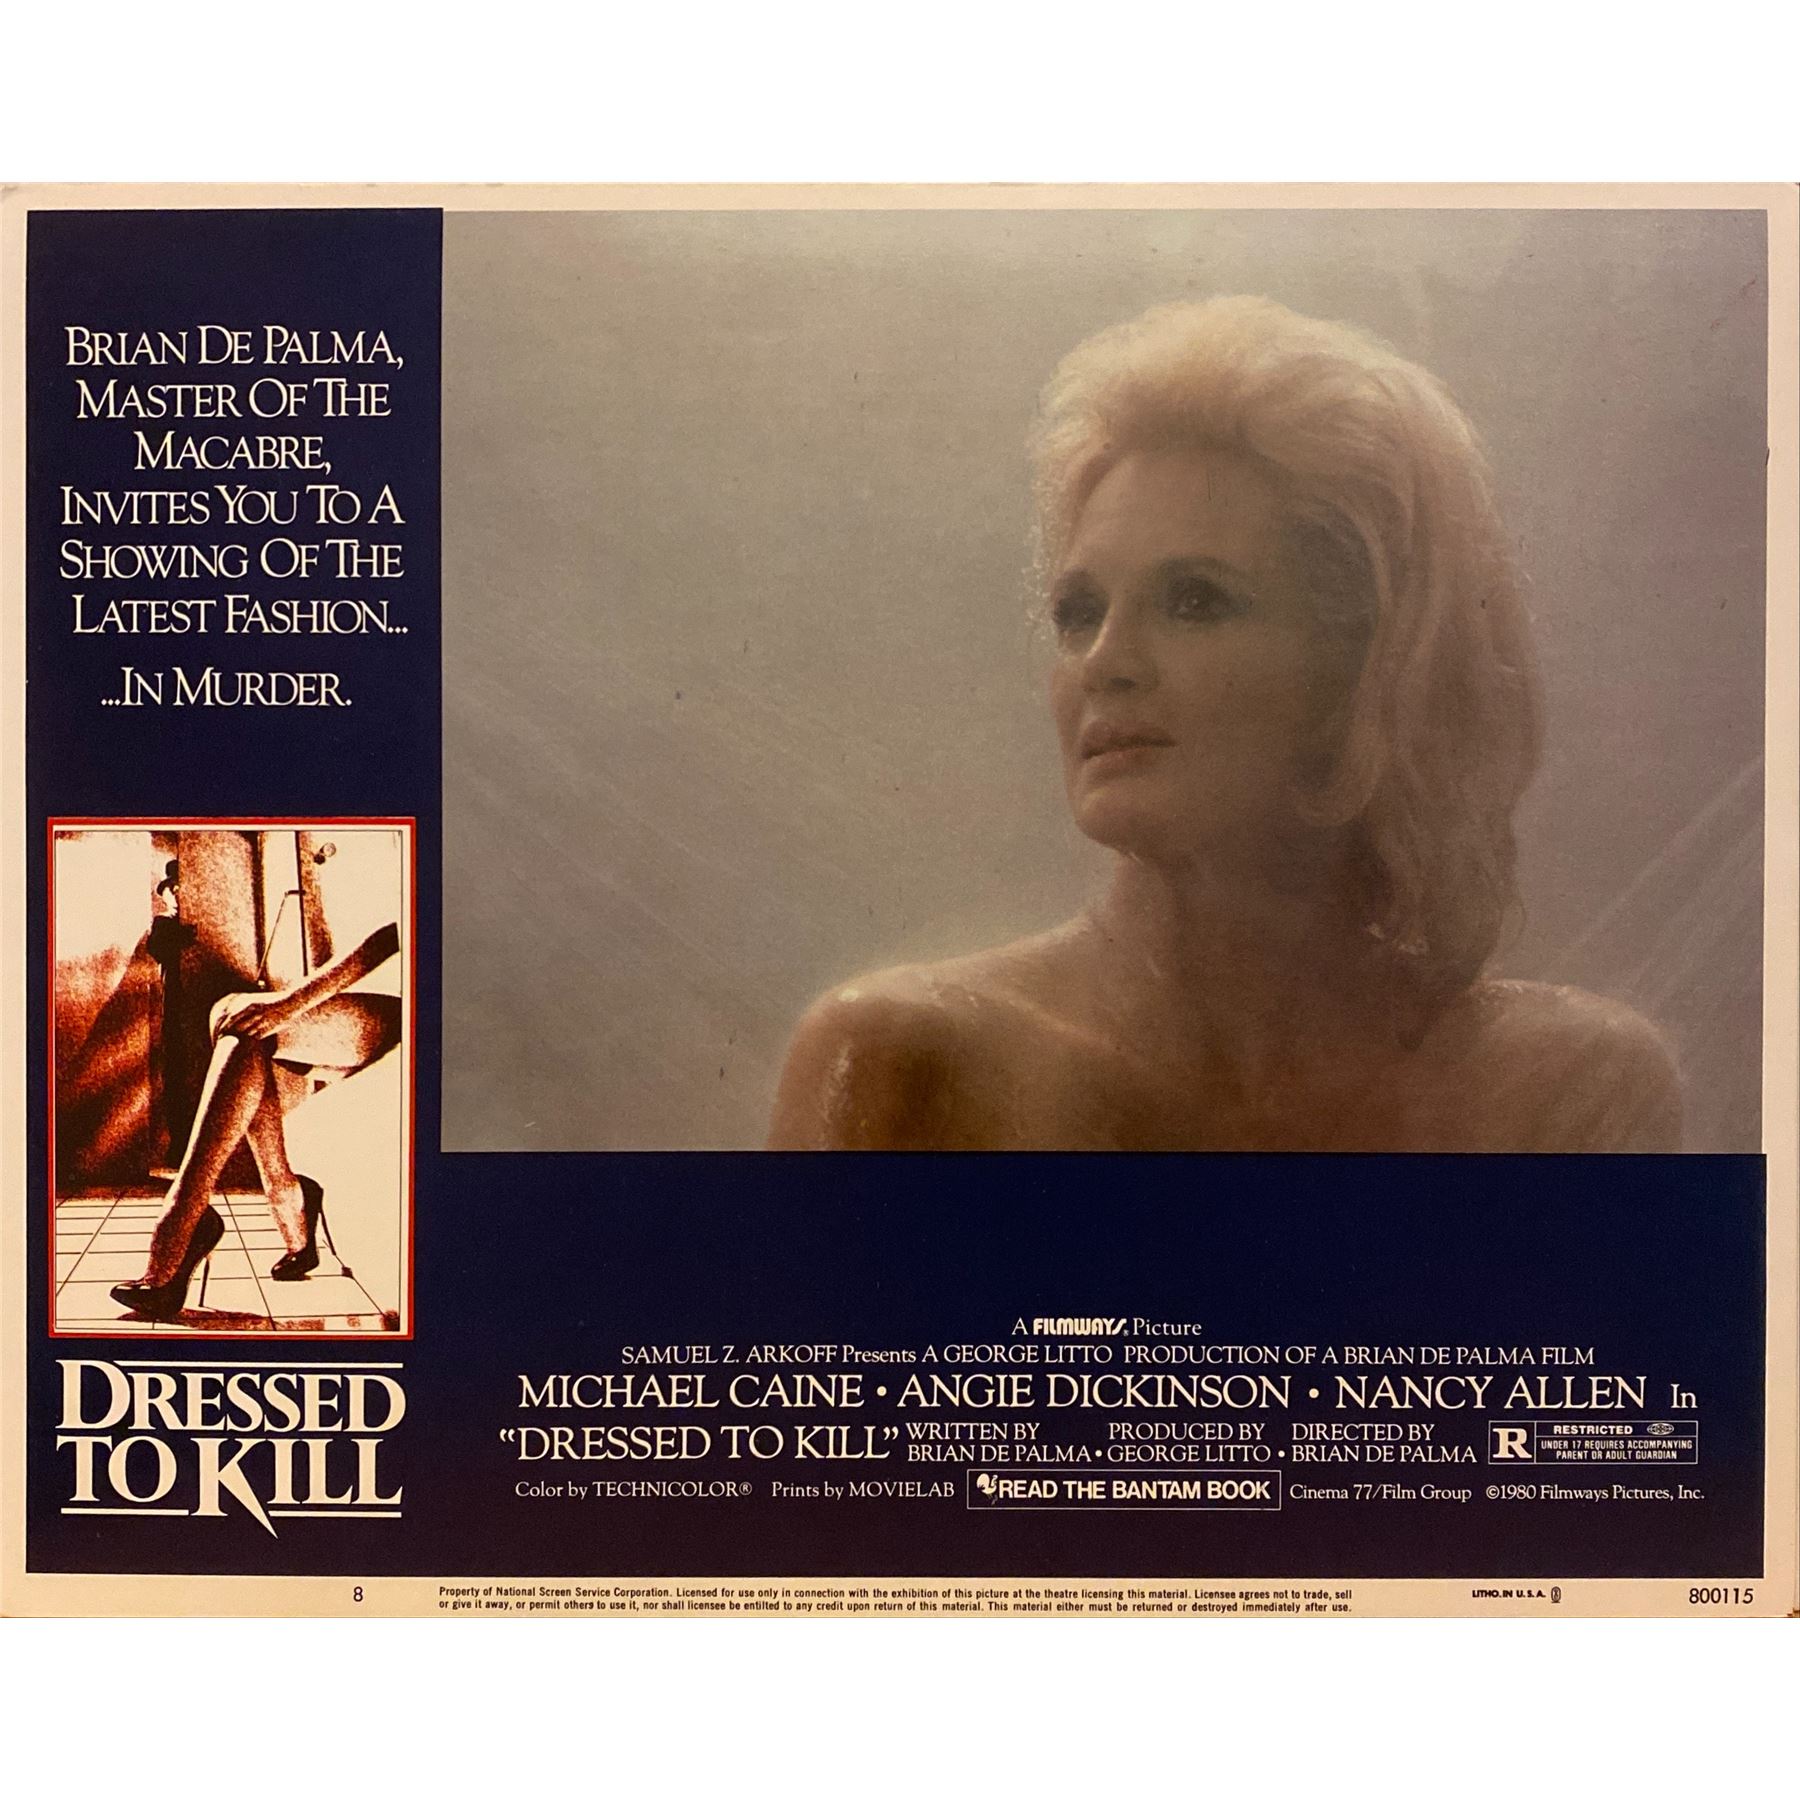 BRIAN DE PALMA,
MASTER OF THE
MACABRE,
INVITES YOU TO A
SHOWING OF THE
LATEST FASHION...
...IN MURDER.
DRESSED
TO KILL
A FILMWAYS Picture
SAMUEL Z. ARKOFF Presents A GEORGE LITTO PRODUCTION OF A BRIAN DE PALMA FILM
MICHAEL CAINE • ANGIE DICKINSON • NANCY ALLEN In
"DRESSED TO KILL" WRITTEN BY BRIAN DE PALMA • PRODUCED BY GEORGE LITTO • DIRECTED BY BRIAN DE PALMA
R RESTRICTED
UNDER 17 REQUIRES ACCOMPANYING
PARENT OR ADULT GUARDIAN
Color by TECHNICOLOR® Prints by MOVIELAB READ THE BANTAM BOOK Cinema 77/Film Group ©1980 Filmways Pictures, Inc.
8
Property of National Screen Service Corporation. Licensed for use only in connection with the exhibition of this picture at the theatre licensing this material. Licensee agrees not to trade, sell
or give it away, or permit others to use it, nor shall licensee be entitled to any credit upon return of this material. This material either must be returned or destroyed immediately after use.
LITHO. IN U.S.A.
800115